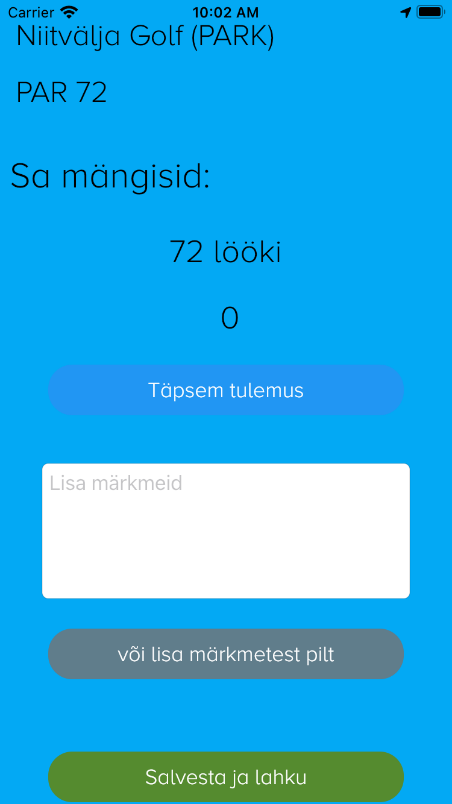 Carrier 10:02 AM
Niitvälja Golf (PARK)
PAR 72
Sa mängisid:
72 lööki
0
Täpsem tulemus
Lisa märkmeid
või lisa märkmetest pilt
Salvesta ja lahku